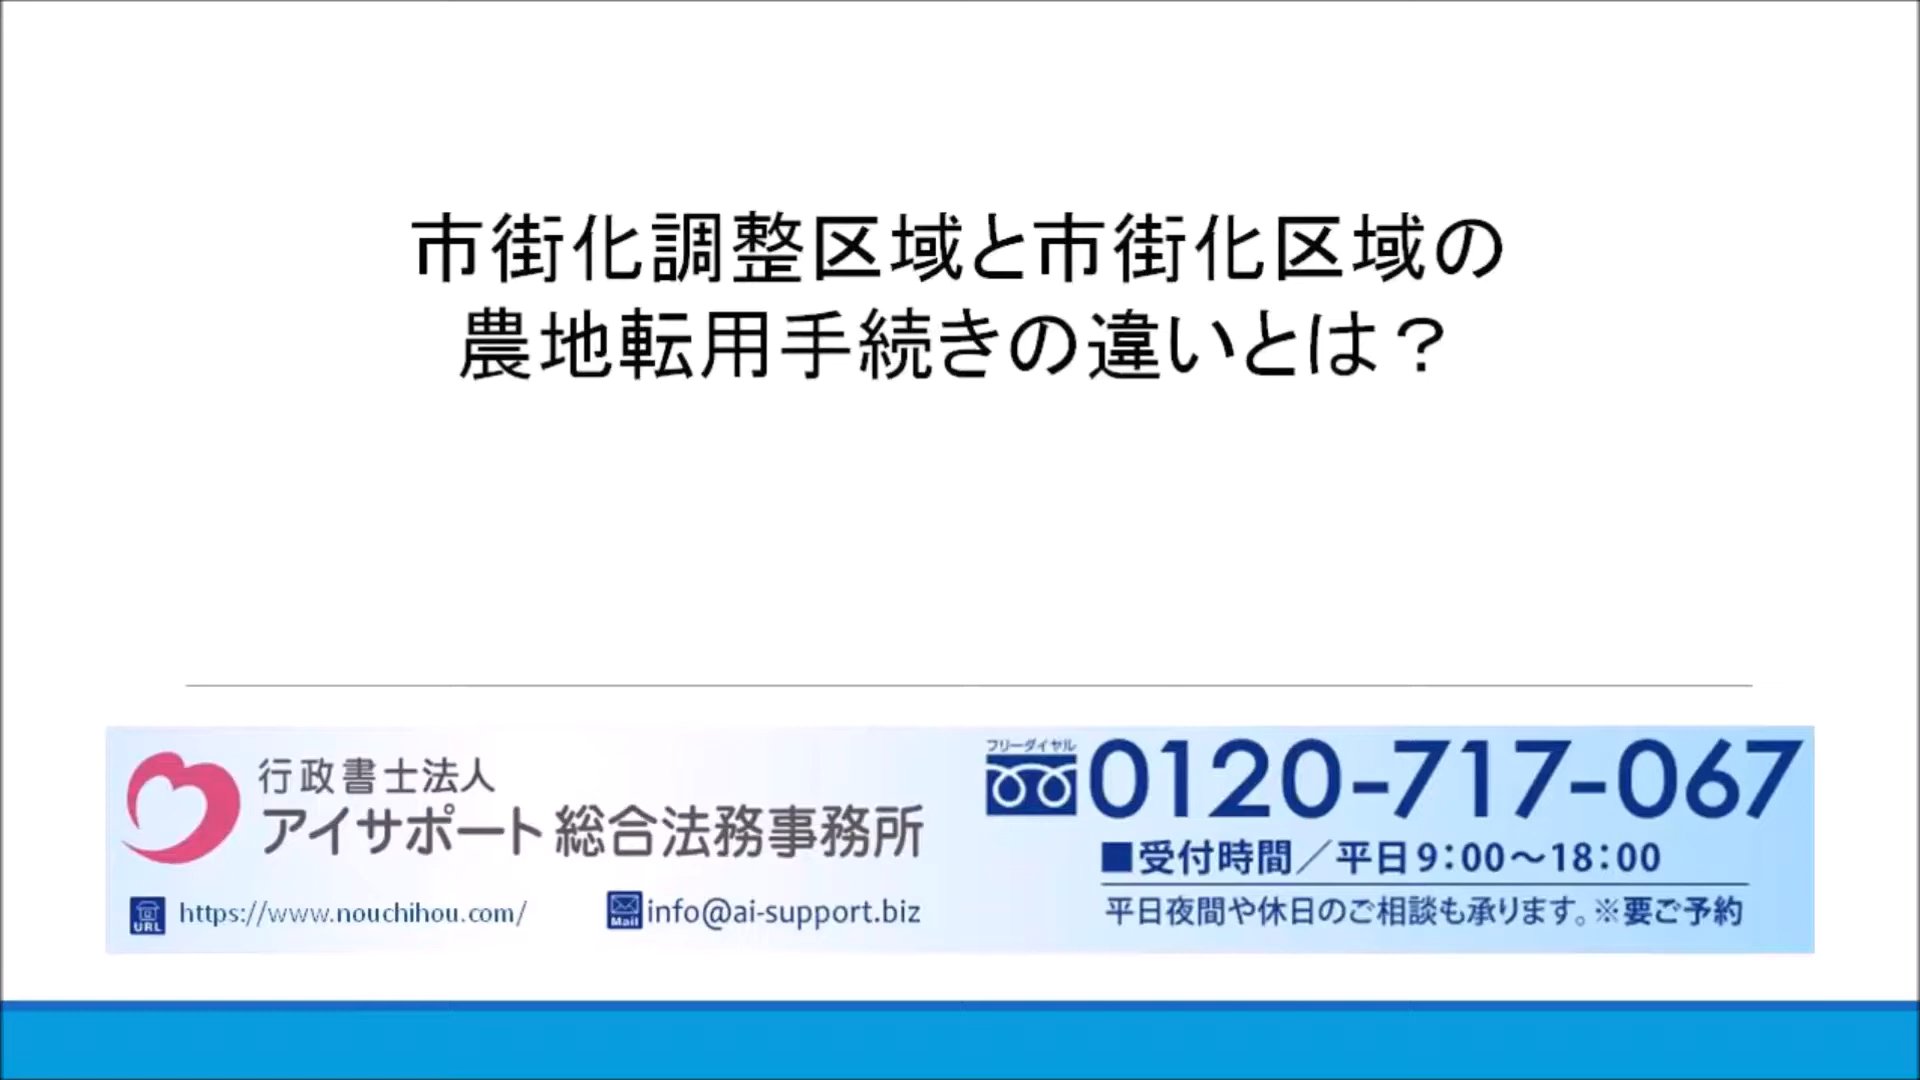 市街化調整区域と市街化区域の
農地転用手続きの違いとは？
行政書士法人
アイサポート総合法務事務所
URL https://www.nouchihou.com/
Mail info@ai-support.biz
フリーダイヤル
0120-717-067
■受付時間／平日9：00～18：00
平日夜間や休日のご相談も承ります。※要ご予約